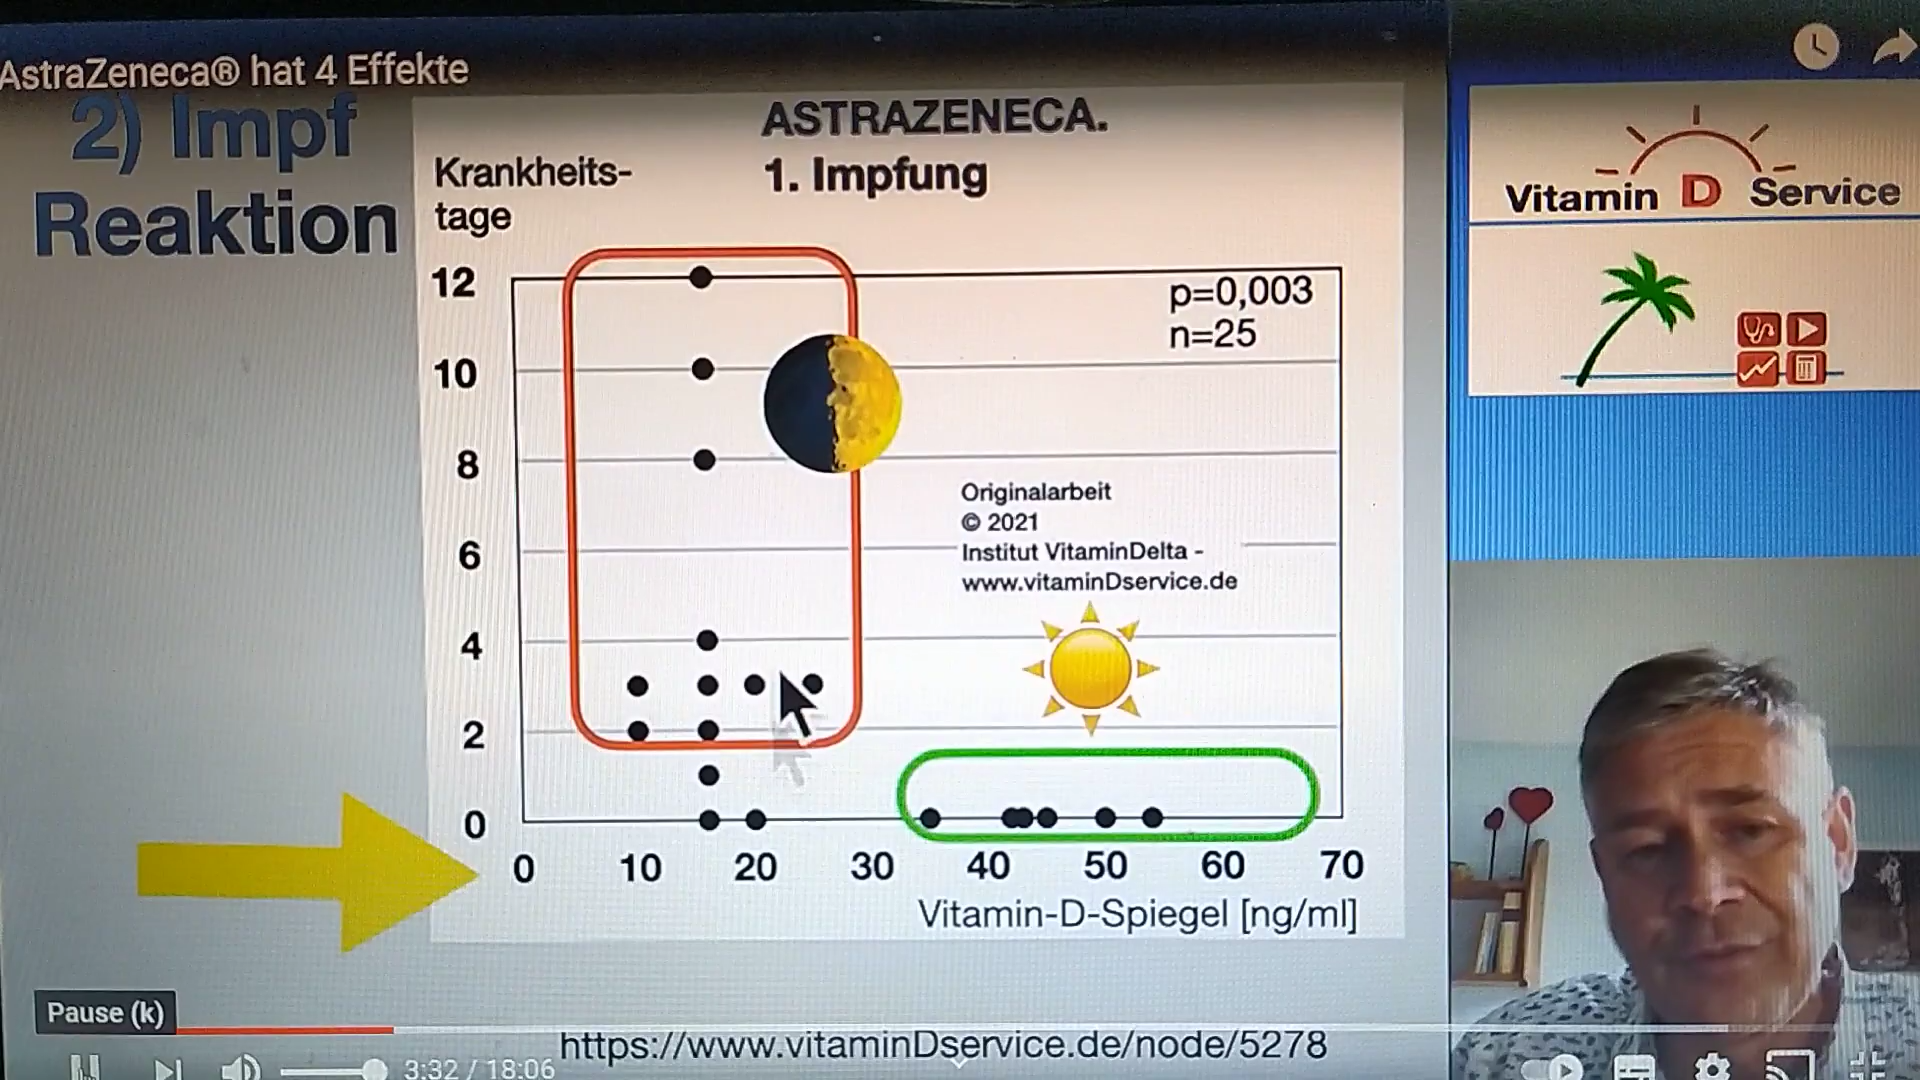 AstraZeneca® hat 4 Effekte
2) Impf
Reaktion
ASTRAZENECA.
1. Impfung
Krankheits-
tage
12
10
8
6
4
2
0
p=0,003
n=25
Originalarbeit
© 2021
Institut VitaminDelta -
www.vitaminDservice.de
0 10 20 30 40 50 60 70
Vitamin-D-Spiegel [ng/ml]
Vitamin D Service
Pause (k)
https://www.vitaminDservice.de/node/5278
3:32 / 18:06